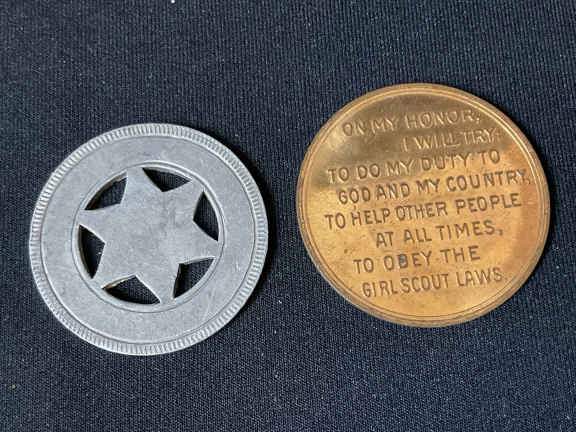 ON MY HONOR,
I WILL TRY:
TO DO MY DUTY TO
GOD AND MY COUNTRY,
TO HELP OTHER PEOPLE
AT ALL TIMES,
TO OBEY THE
GIRL SCOUT LAWS.